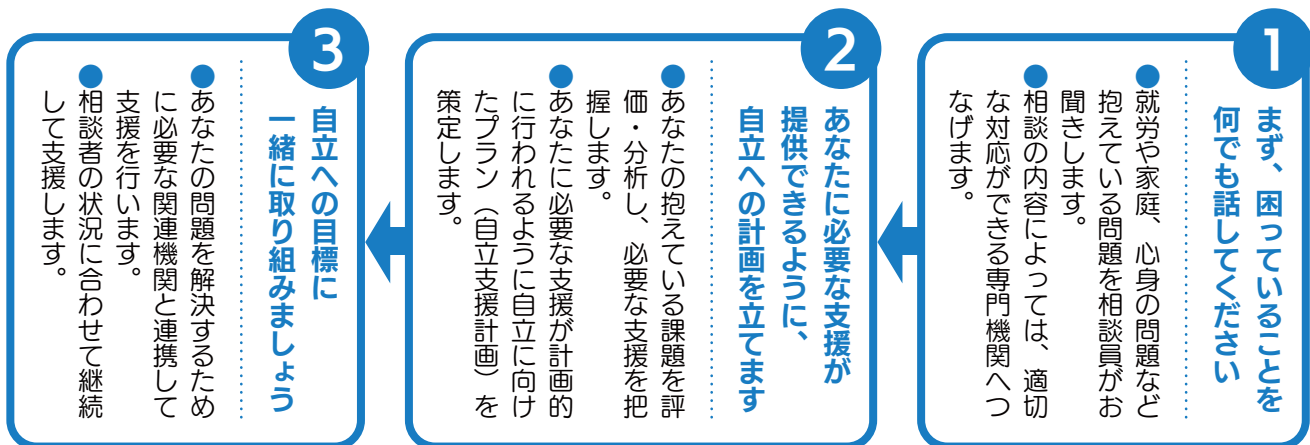 1
まず、困っていることを
何でも話してください
●就労や家庭、心身の問題など
抱えている問題を相談員がお
聞きします。
●相談の内容によっては、適切
な対応ができる専門機関へつ
なげます。
2
あなたに必要な支援が
提供できるように、
自立への計画を立てます
●あなたの抱えている課題を評
価・分析し、必要な支援を把
握します。
●あなたに必要な支援が計画的
に行われるように自立に向け
たプラン（自立支援計画）を
策定します。
3
自立への目標に
一緒に取り組みましょう
●あなたの問題を解決するため
に必要な関連機関と連携して
支援を行います。
●相談者の状況に合わせて継続
して支援します。